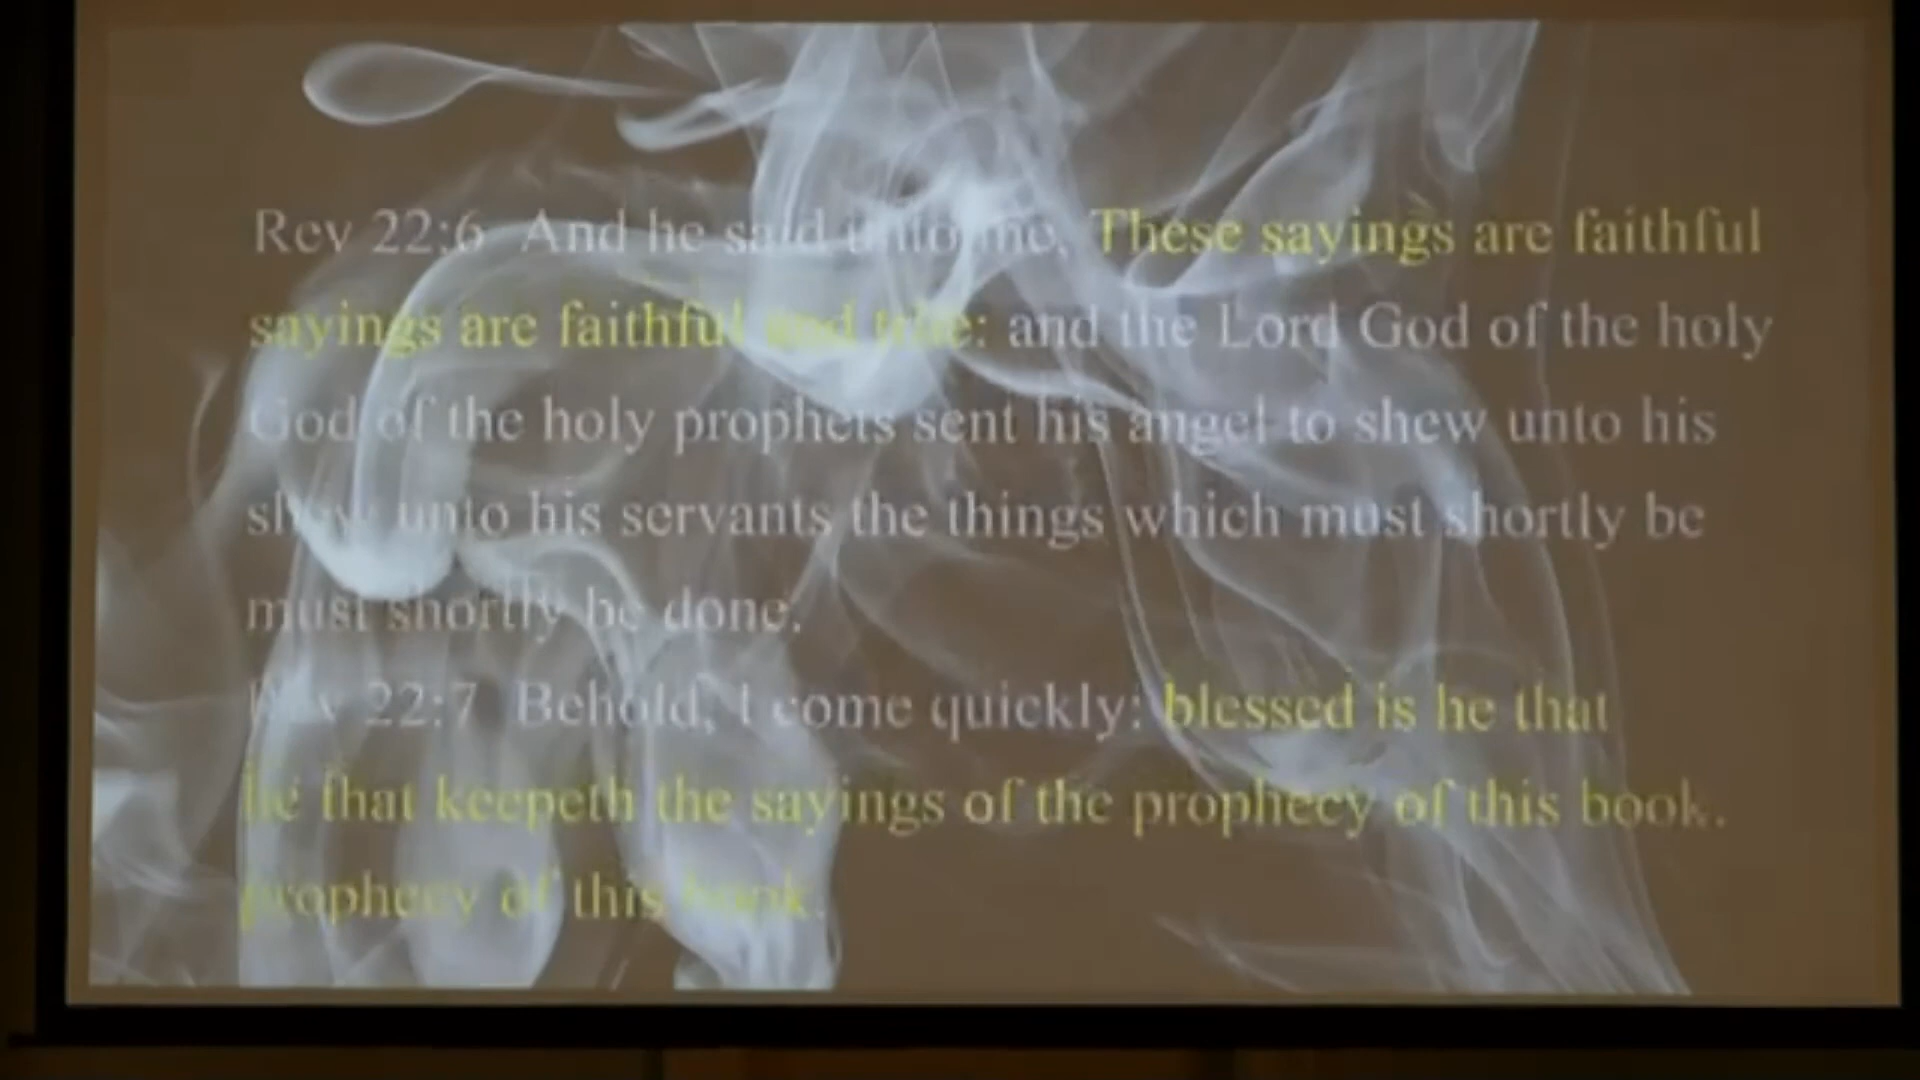 Rev 22:6 And he said unto me, These sayings are faithful
sayings are faithful and true: and the Lord God of the holy
God of the holy prophets sent his angel to shew unto his
shew unto his servants the things which must shortly be
must shortly be done.
Rev 22:7 Behold, I come quickly: blessed is he that
he that keepeth the sayings of the prophecy of this book.
prophecy of this book.